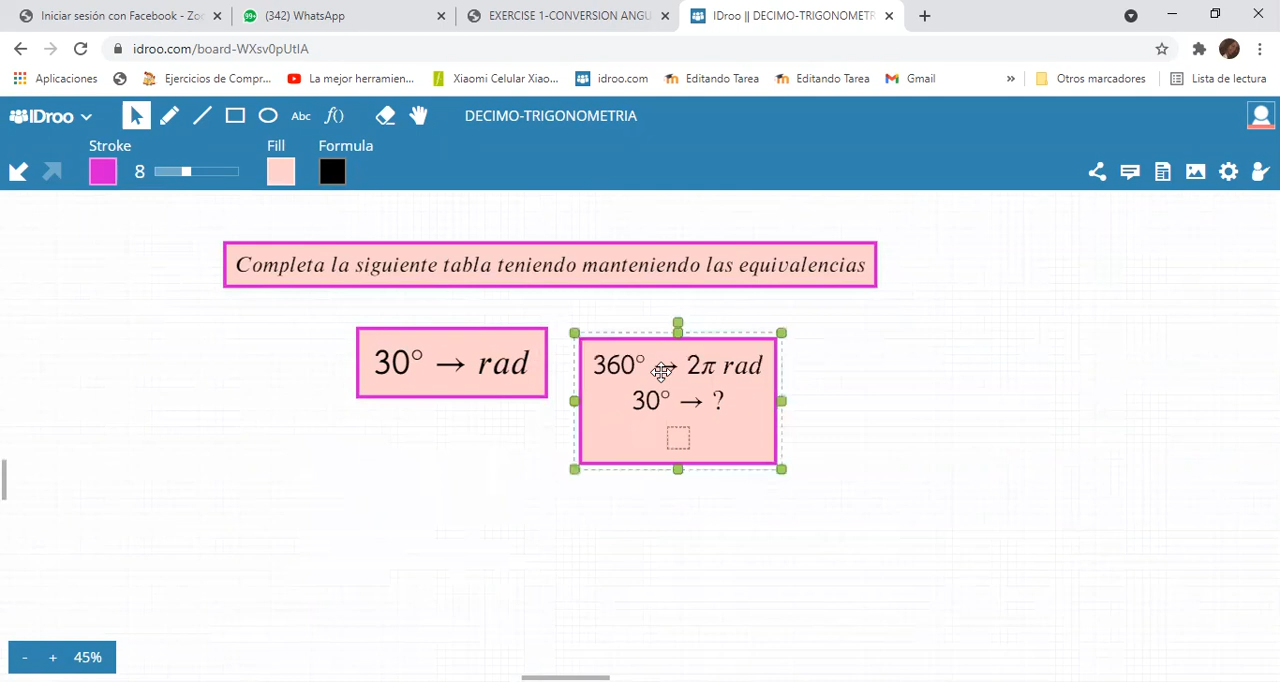 Iniciar sesión con Facebook - Zoo
(342) WhatsApp
EXERCISE 1-CONVERSION ANGU
IDroo || DECIMO-TRIGONOMETR
idroo.com/board-WXsv0pUtIA
Aplicaciones
Ejercicios de Compr...
La mejor herramien...
Xiaomi Celular Xiao...
idroo.com
Editando Tarea
Editando Tarea
Gmail
»
Otros marcadores
Lista de lectura
IDroo
Abc
f()
DECIMO-TRIGONOMETRIA
Stroke
Fill
Formula
8
Completa la siguiente tabla teniendo manteniendo las equivalencias
30° → rad
360° → 2π rad
30° → ?
- + 45%